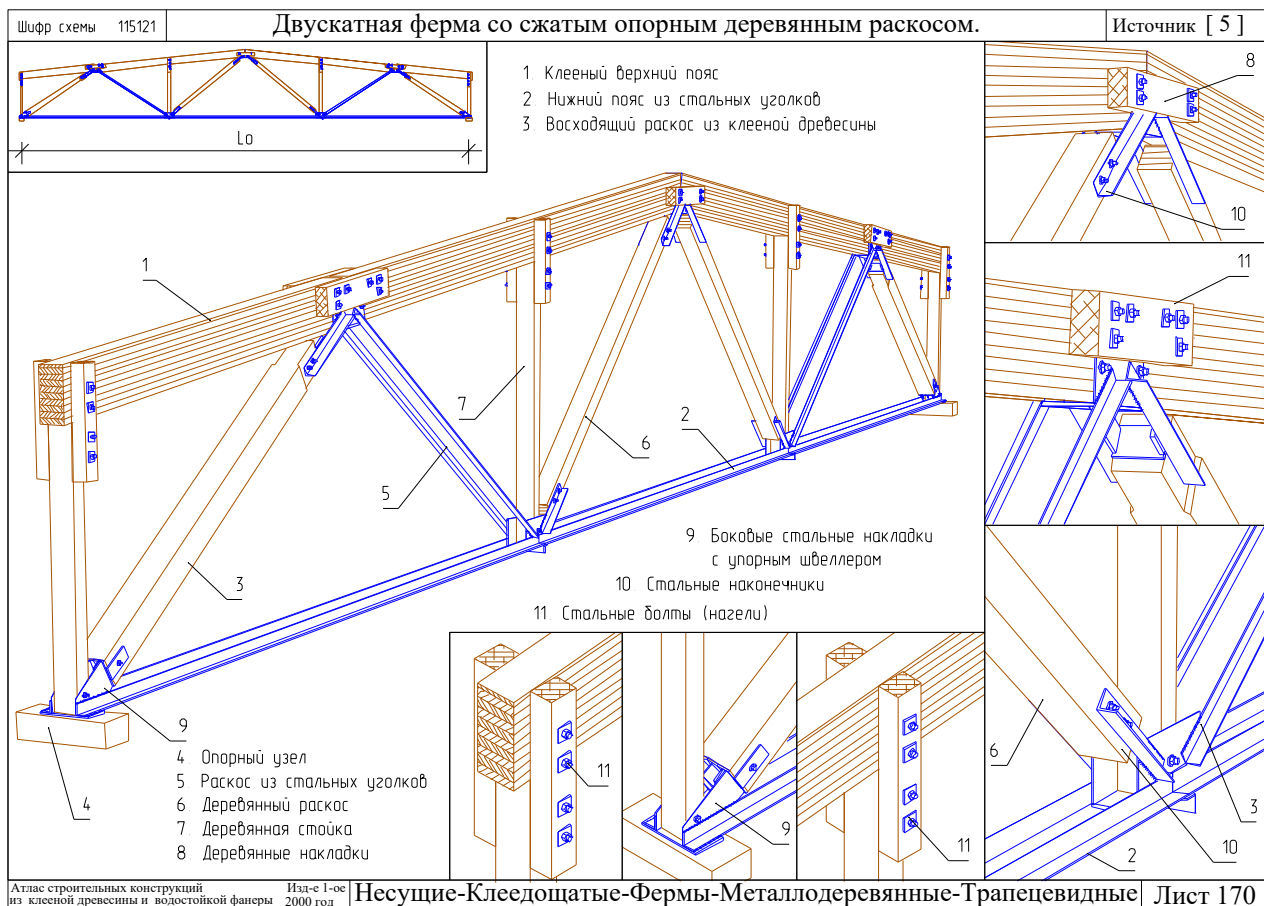 Шифр схемы 115121
Двускатная ферма со сжатым опорным деревянным раскосом.
Источник [ 5 ]
Lo
1. Клееный верхний пояс
2. Нижний пояс из стальных уголков
3. Восходящий раскос из клееной древесины
8
10
1
7
6
2
5
3
11
9. Боковые стальные накладки
с упорным швеллером
10. Стальные наконечники
11. Стальные болты (нагели)
9
4
4. Опорный узел
5. Раскос из стальных уголков
6. Деревянный раскос
7. Деревянная стойка
8. Деревянные накладки
11
9
11
6
3
10
2
Атлас строительных конструкций
из клееной древесины и водостойкой фанеры
Изд-е 1-ое
2000 год
Несущие-Клеедощатые-Фермы-Металлодеревянные-Трапецевидные
Лист 170